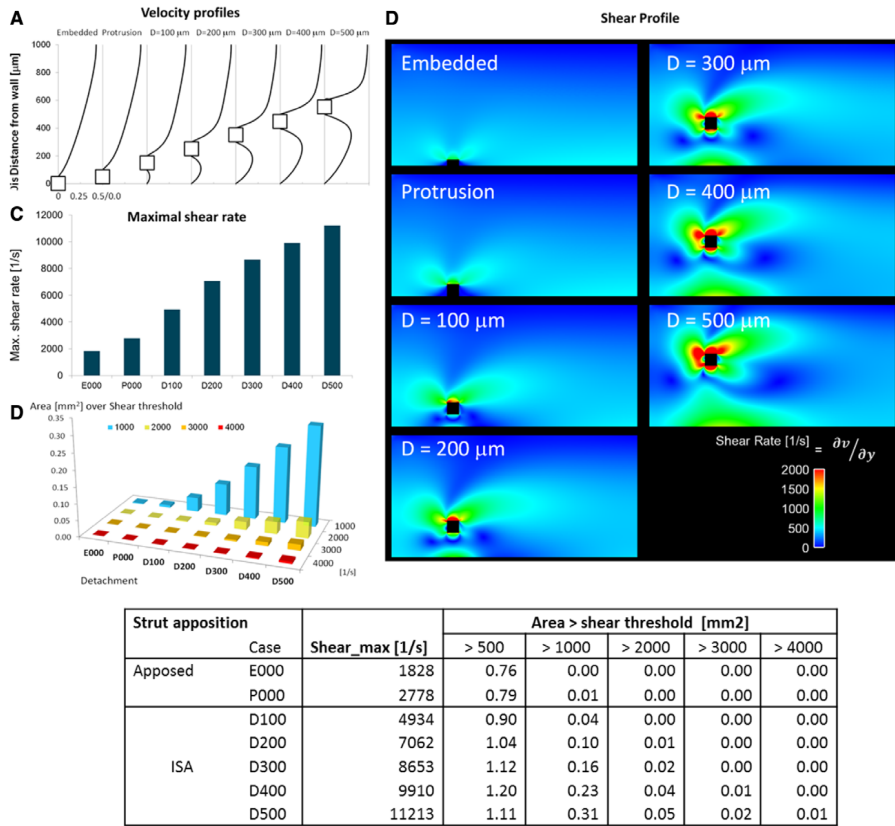 A
Velocity profiles
Embedded Protrusion D=100 μm D=200 μm D=300 μm D=400 μm D=500 μm
1000
800
600
400
200
0
Jis Distance from wall [μm]
0 0.25 0.5/0.0
C
Maximal shear rate
12000
10000
8000
6000
4000
2000
0
Max. shear rate [1/s]
E000 P000 D100 D200 D300 D400 D500
D
Area [mm2] over Shear threshold
1000 2000 3000 4000
0.35
0.30
0.25
0.20
0.15
0.10
0.05
0.00
E000 P000 D100 D200 D300 D400 D500
1000
2000
3000
4000
[1/s]
Detachment
D
Shear Profile
Embedded
D = 300 μm
Protrusion
D = 400 μm
D = 100 μm
D = 500 μm
D = 200 μm
Shear Rate [1/s] = ∂v/∂y
2000
1500
1000
500
0
Strut apposition Area > shear threshold [mm2]
Case Shear_max [1/s] > 500 > 1000 > 2000 > 3000 > 4000
Apposed E000 1828 0.76 0.00 0.00 0.00 0.00
P000 2778 0.79 0.01 0.00 0.00 0.00
D100 4934 0.90 0.04 0.00 0.00 0.00
D200 7062 1.04 0.10 0.01 0.00 0.00
ISA D300 8653 1.12 0.16 0.02 0.00 0.00
D400 9910 1.20 0.23 0.04 0.01 0.00
D500 11213 1.11 0.31 0.05 0.02 0.01